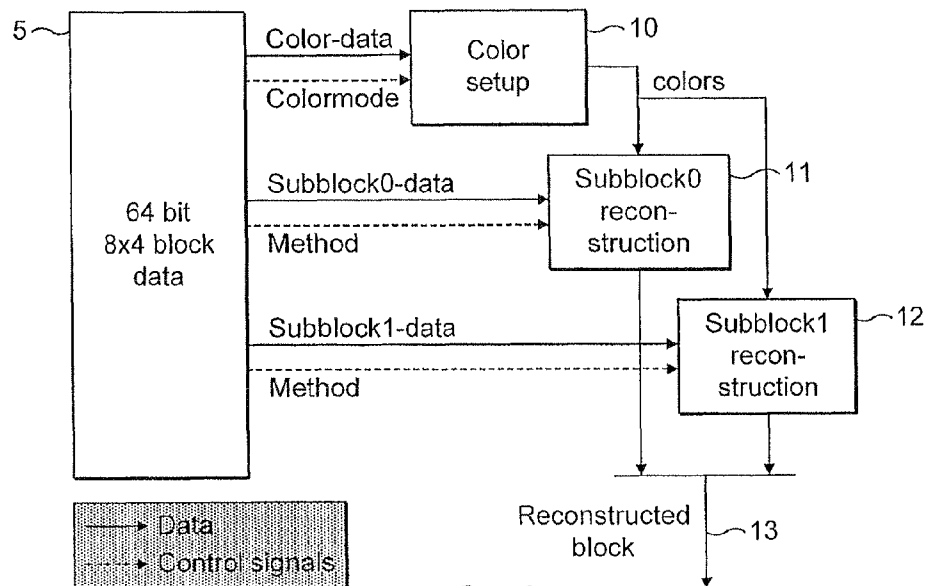 5
Color-data
Colormode
10
Color
setup
colors
Subblock0-data
Method
11
Subblock0
recon-
struction
64 bit
8x4 block
data
Subblock1-data
Method
12
Subblock1
recon-
struction
Data
Control signals
Reconstructed
block
13